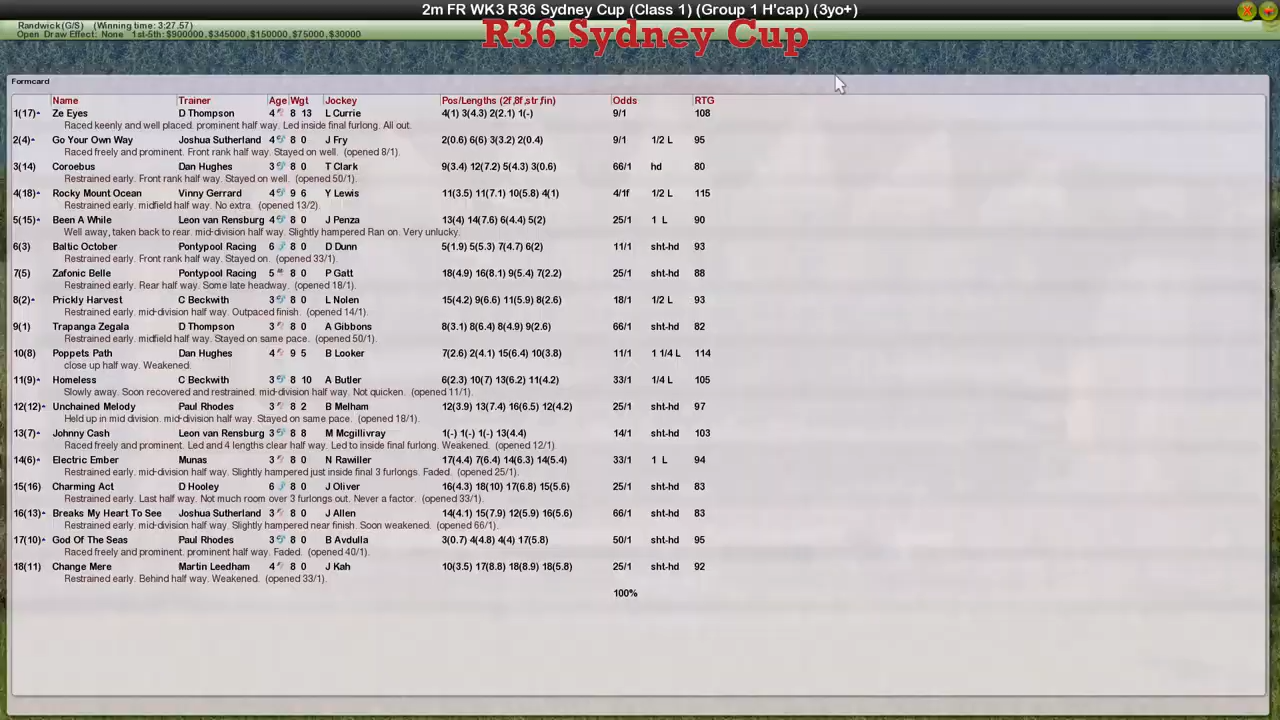 2m FR WK3 R36 Sydney Cup (Class 1) (Group 1 H'cap) (3yo+)
Randwick (G/S) (Winning time: 3:27.57)
Open Draw Effect: None 1st-5th: $900000,$345000,$150000,$75000,$30000
R36 Sydney Cup
Formcard
Name Trainer Age Wgt Jockey Pos/Lengths (2f,8f,str,fin) Odds RTG
1(17) Ze Eyes D Thompson 4 8 13 L Currie 4(1) 3(4.3) 2(2.1) 1(-) 9/1 108
Raced keenly and well placed. prominent half way. Led inside final furlong. All out.
2(4) Go Your Own Way Joshua Sutherland 4 8 0 J Fry 2(0.6) 6(6) 3(3.2) 2(0.4) 9/1 1/2 L 95
Raced freely and prominent. Front rank half way. Stayed on well. (opened 8/1).
3(14) Coroebus Dan Hughes 3 8 0 T Clark 9(3.4) 12(7.2) 5(4.3) 3(0.6) 66/1 hd 80
Restrained early. Front rank half way. Stayed on well. (opened 50/1).
4(18) Rocky Mount Ocean Vinny Gerrard 4 9 6 Y Lewis 11(3.5) 11(7.1) 10(5.8) 4(1) 4/1f 1/2 L 115
Restrained early. midfield half way. No extra. (opened 13/2).
5(15) Been A While Leon van Rensburg 4 8 0 J Penza 13(4) 14(7.6) 6(4.4) 5(2) 25/1 1 L 90
Well away, taken back to rear. mid-division half way. Slightly hampered Ran on. Very unlucky.
6(3) Baltic October Pontypool Racing 6 8 0 D Dunn 5(1.9) 5(5.3) 7(4.7) 6(2) 11/1 sht-hd 93
Restrained early. Front rank half way. Stayed on. (opened 33/1).
7(5) Zafonic Belle Pontypool Racing 5 8 0 P Gatt 18(4.9) 16(8.1) 9(5.4) 7(2.2) 25/1 sht-hd 88
Restrained early. Rear half way. Some late headway. (opened 18/1).
8(2) Prickly Harvest C Beckwith 3 8 0 L Nolen 15(4.2) 9(6.6) 11(5.9) 8(2.6) 18/1 1/2 L 93
Restrained early. mid-division half way. Outpaced finish. (opened 14/1).
9(1) Trapanga Zegala D Thompson 3 8 0 A Gibbons 8(3.1) 8(6.4) 8(4.9) 9(2.6) 66/1 sht-hd 82
Restrained early. midfield half way. Stayed on same pace. (opened 50/1).
10(8) Poppets Path Dan Hughes 4 9 5 B Looker 7(2.6) 2(4.1) 15(6.4) 10(3.8) 11/1 1 1/4 L 114
close up half way. Weakened.
11(9) Homeless C Beckwith 3 8 10 A Butler 6(2.3) 10(7) 13(6.2) 11(4.2) 33/1 1/4 L 105
Slowly away. Soon recovered and restrained. mid-division half way. Not quicken. (opened 11/1).
12(12) Unchained Melody Paul Rhodes 3 8 2 B Melham 12(3.9) 13(7.4) 16(6.5) 12(4.2) 25/1 sht-hd 97
Held up in mid division. mid-division half way. Stayed on same pace. (opened 18/1).
13(7) Johnny Cash Leon van Rensburg 3 8 8 M Mcgillivray 1(-) 1(-) 1(-) 13(4.4) 14/1 sht-hd 103
Raced freely and prominent. Led and 4 lengths clear half way. Led to inside final furlong. Weakened. (opened 12/1).
14(6) Electric Ember Munas 3 8 0 N Rawiller 17(4.4) 7(6.4) 14(6.3) 14(5.4) 33/1 1 L 94
Restrained early. mid-division half way. Slightly hampered just inside final 3 furlongs. Faded. (opened 25/1).
15(16) Charming Act D Hooley 6 8 0 J Oliver 16(4.3) 18(10) 17(6.8) 15(5.6) 25/1 sht-hd 83
Restrained early. Last half way. Not much room over 3 furlongs out. Never a factor. (opened 33/1).
16(13) Breaks My Heart To See Joshua Sutherland 3 8 0 J Allen 14(4.1) 15(7.9) 12(5.9) 16(5.6) 66/1 sht-hd 83
Restrained early. mid-division half way. Slightly hampered near finish. Soon weakened. (opened 66/1).
17(10) God Of The Seas Paul Rhodes 3 8 0 B Avdulla 3(0.7) 4(4.8) 4(4) 17(5.8) 50/1 sht-hd 95
Raced freely and prominent. prominent half way. Faded. (opened 40/1).
18(11) Change Mere Martin Leedham 4 8 0 J Kah 10(3.5) 17(8.8) 18(8.9) 18(5.8) 25/1 sht-hd 92
Restrained early. Behind half way. Weakened. (opened 33/1).
100%